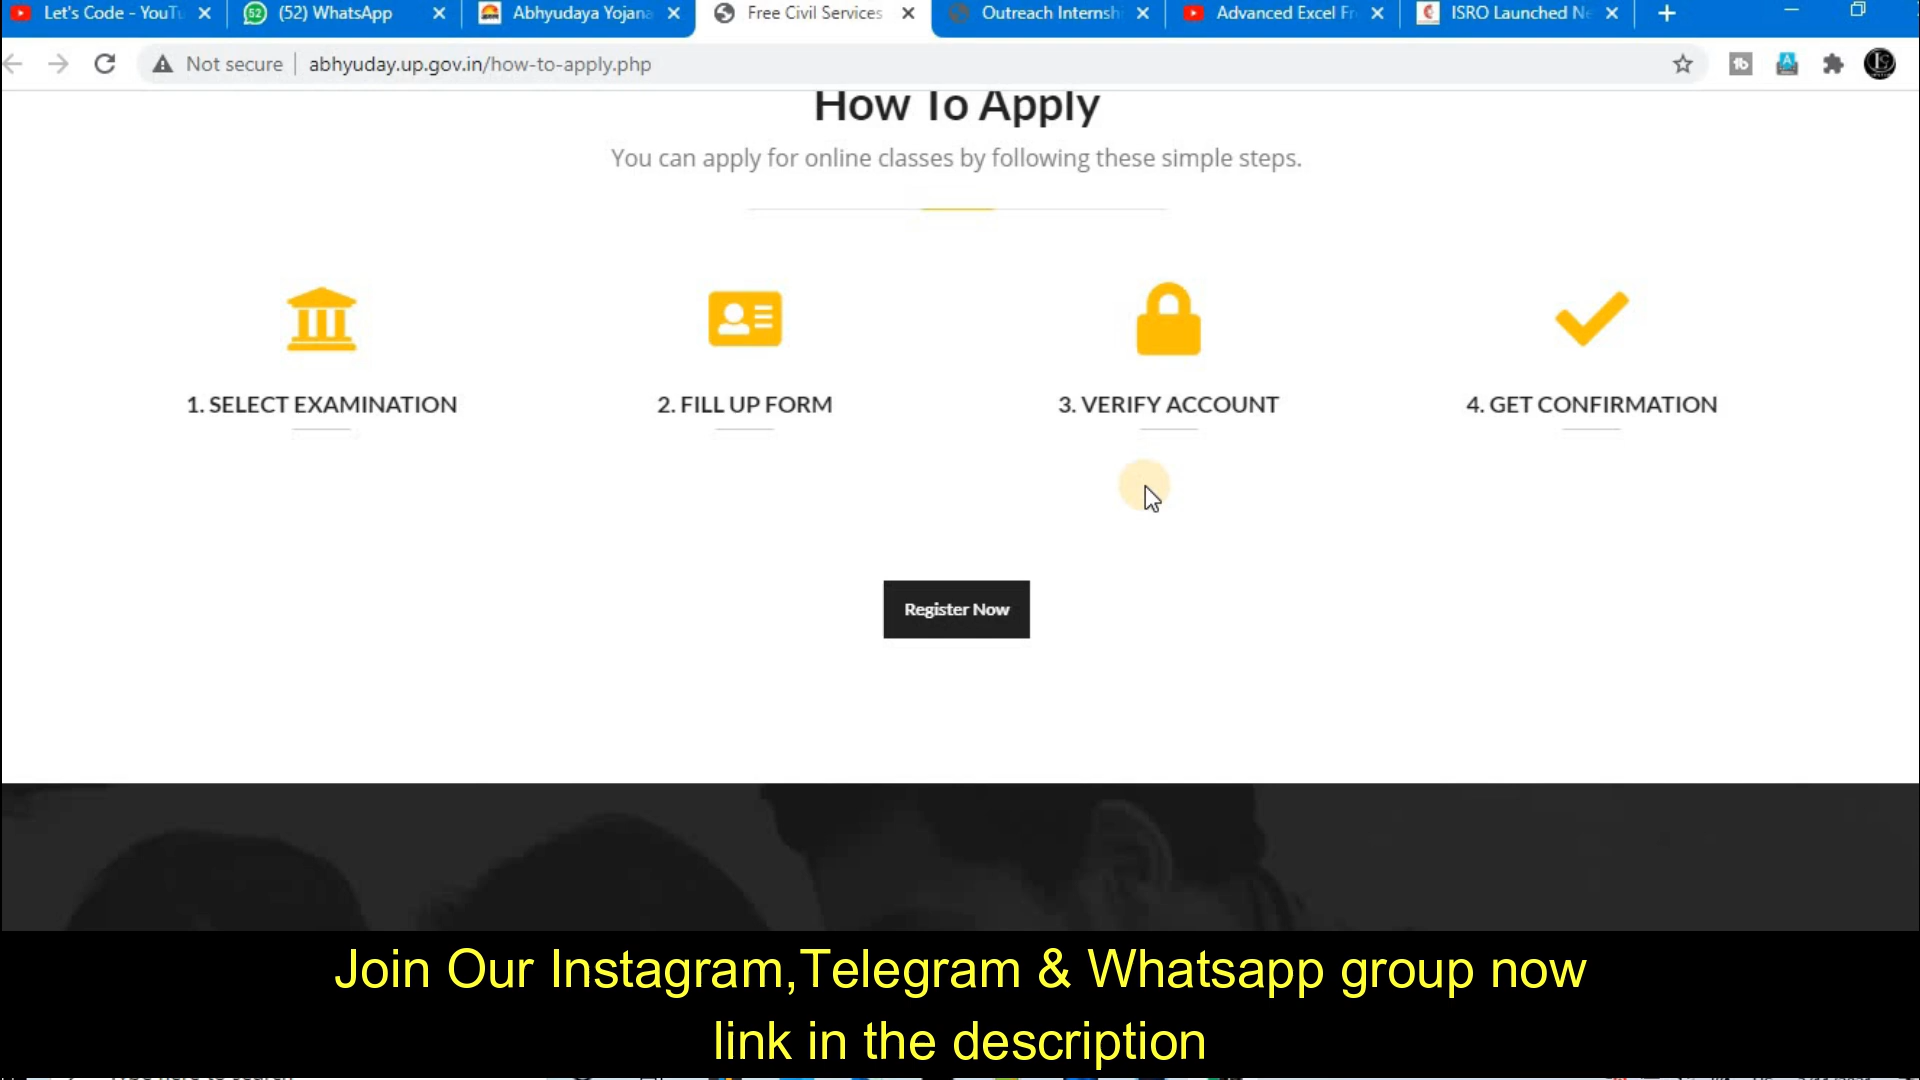 Let's Code - YouTu
52
(52) WhatsApp
Abhyudaya Yojana
Free Civil Services
Outreach Internshi
Advanced Excel Fr
ISRO Launched Ne
Not secure
abhyuday.up.gov.in/how-to-apply.php
How To Apply
You can apply for online classes by following these simple steps.
1. SELECT EXAMINATION
2. FILL UP FORM
3. VERIFY ACCOUNT
4. GET CONFIRMATION
Register Now
Join Our Instagram,Telegram & Whatsapp group now
link in the description